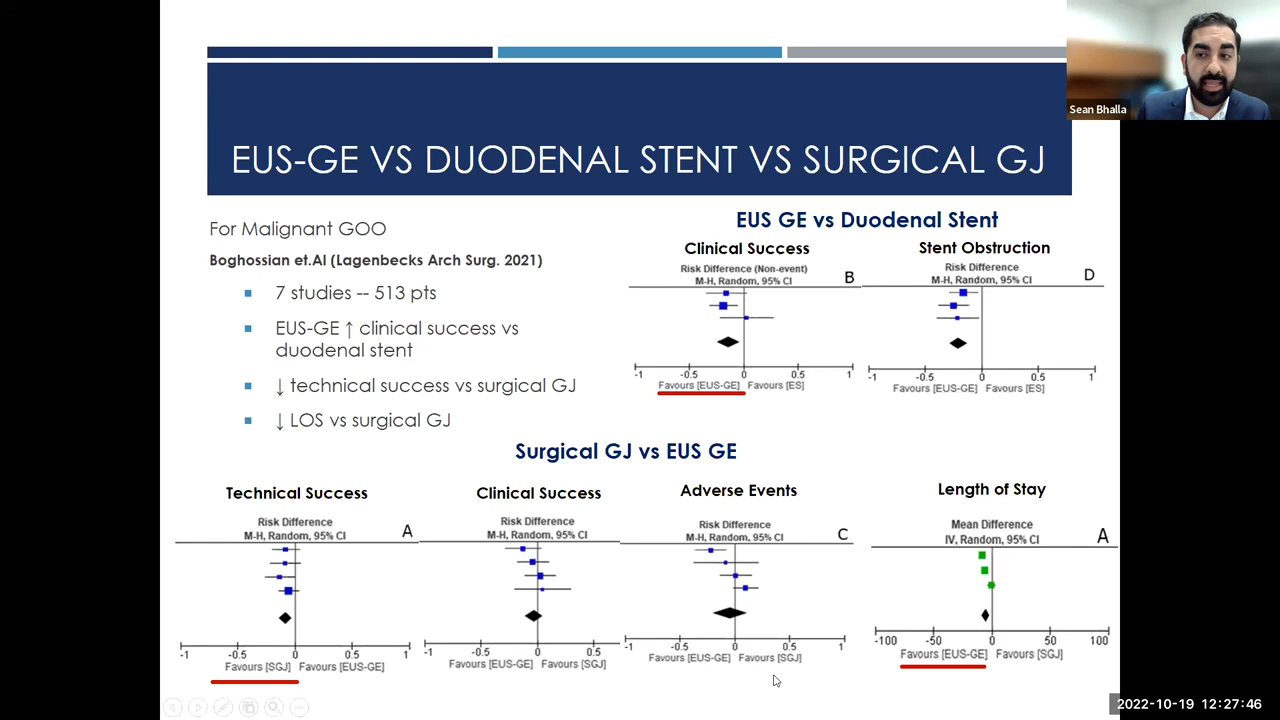 Sean Bhalla
EUS-GE VS DUODENAL STENT VS SURGICAL GJ
For Malignant GOO
Boghossian et.Al (Lagenbecks Arch Surg. 2021)
7 studies -- 513 pts
EUS-GE ↑ clinical success vs
duodenal stent
↓ technical success vs surgical GJ
↓ LOS vs surgical GJ
EUS GE vs Duodenal Stent
Clinical Success
Risk Difference (Non-event)
M-H, Random, 95% CI
B
-1 -0.5 0 0.5 1
Favours [EUS-GE] Favours [ES]
Stent Obstruction
Risk Difference
M-H, Random, 95% CI
D
-1 -0.5 0 0.5 1
Favours [EUS-GE] Favours [ES]
Surgical GJ vs EUS GE
Technical Success
Risk Difference
M-H, Random, 95% CI
A
-1 -0.5 0 0.5 1
Favours [SGJ] Favours [EUS-GE]
Clinical Success
Risk Difference
M-H, Random, 95% CI
-1 -0.5 0 0.5
Favours [EUS-GE] Favours [SGJ]
Adverse Events
Risk Difference
M-H, Random, 95% CI
C
-1 -0.5 0 0.5 1
Favours [EUS-GE] Favours [SGJ]
Length of Stay
Mean Difference
IV, Random, 95% CI
A
-100 -50 0 50 100
Favours [EUS-GE] Favours [SGJ]
2022-10-19 12:27:46